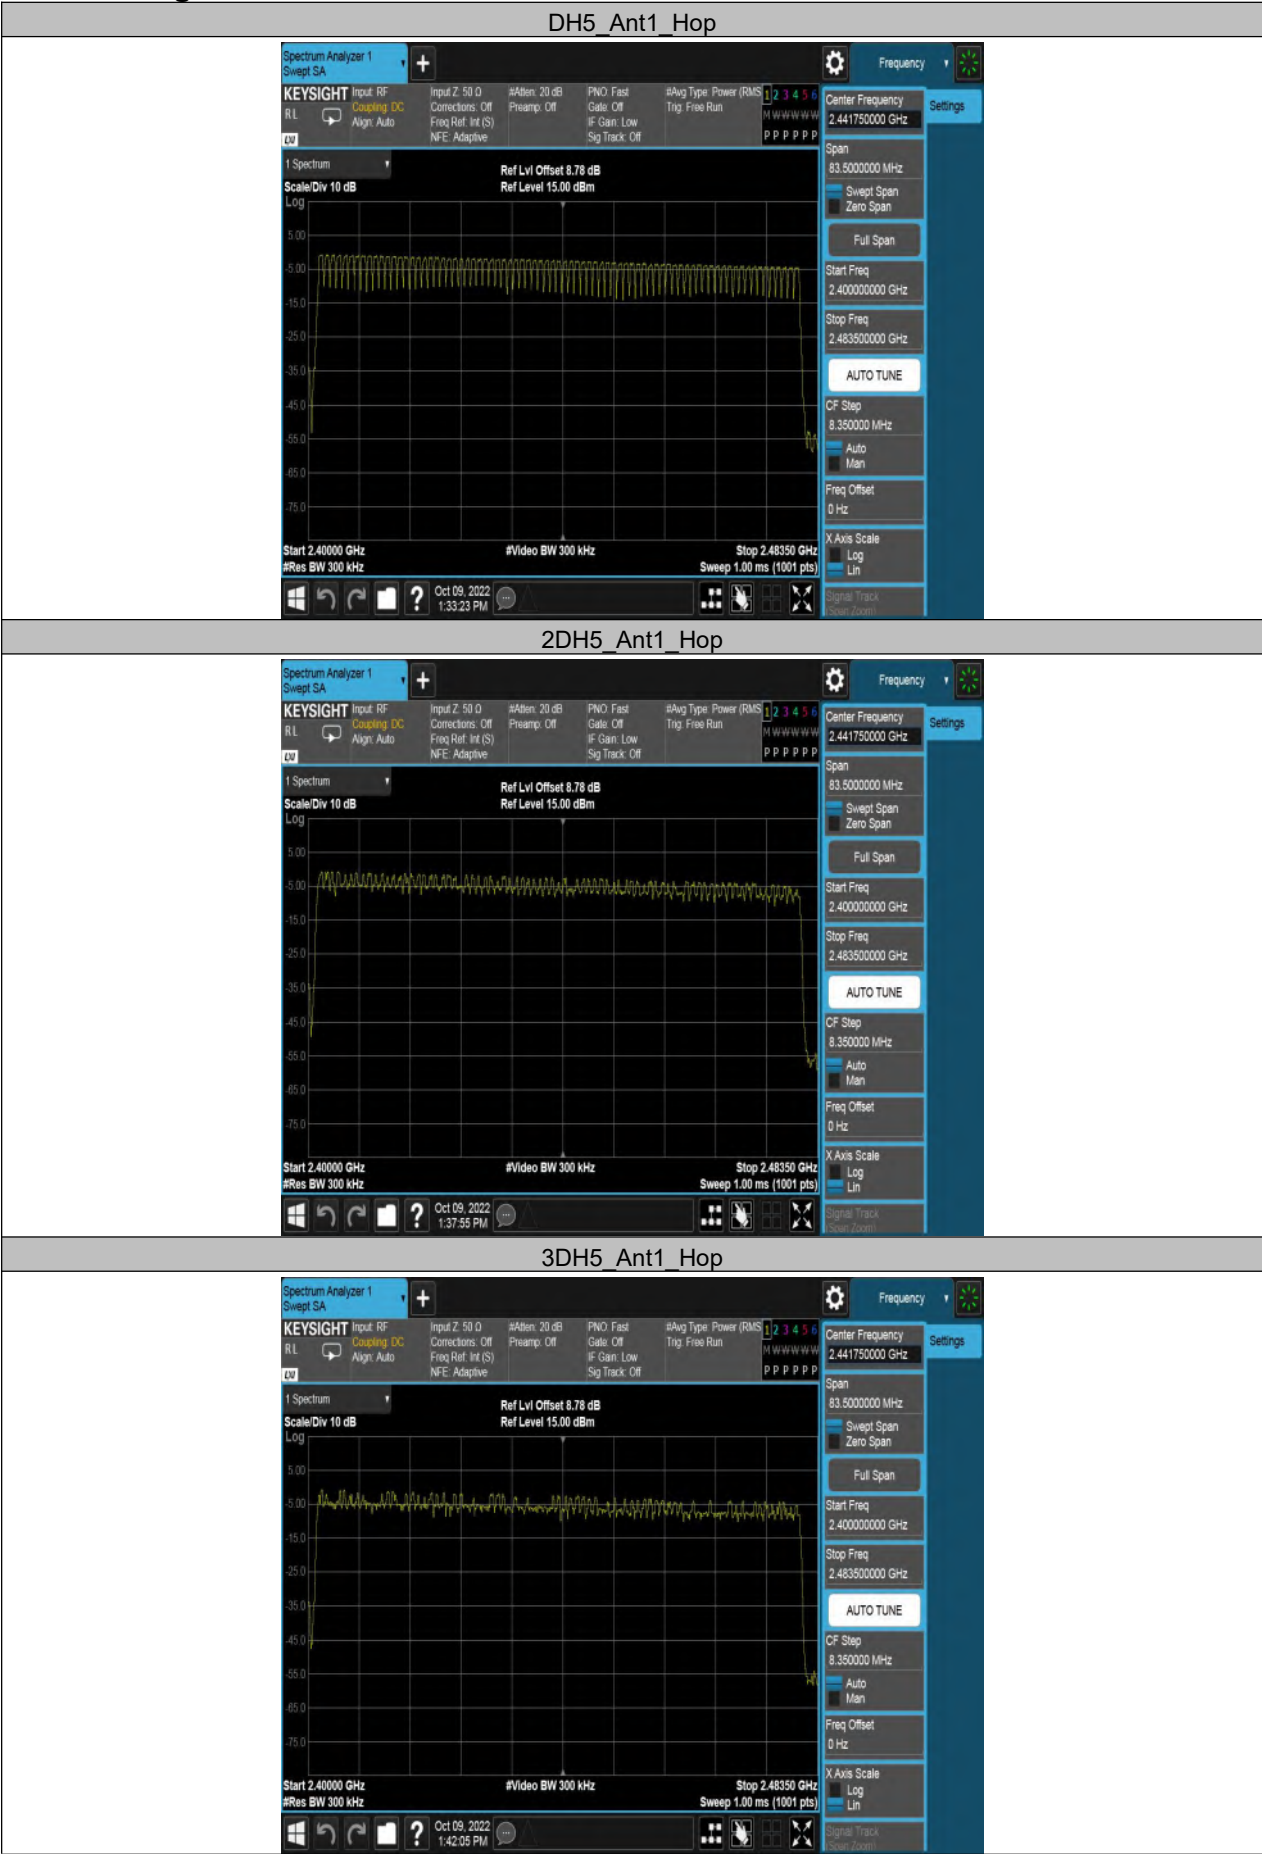 DH5_Ant1_Hop
Spectrum Analyzer 1
Swept SA
Frequency
KEYSIGHT
Input: RF
Coupling: DC
Align: Auto
Input Z: 50 Ω
Corrections: Off
Freq Ref: Int (S)
NFE: Adaptive
#Atten: 20 dB
Preamp: Off
PNO: Fast
Gate: Off
IF Gain: Low
Sig Track: Off
#Avg Type: Power (RMS
Trig: Free Run
1 2 3 4 5 6
M W W W W W
P P P P P P
RL
LXI
Center Frequency
2.441750000 GHz
Settings
Span
83.5000000 MHz
Swept Span
Zero Span
Full Span
Start Freq
2.400000000 GHz
Stop Freq
2.483500000 GHz
AUTO TUNE
CF Step
8.350000 MHz
Auto
Man
Freq Offset
0 Hz
X Axis Scale
Log
Lin
Signal Track
(Span Zoom)
1 Spectrum
Scale/Div 10 dB
Log
Ref Lvl Offset 8.78 dB
Ref Level 15.00 dBm
5.00
-5.00
-15.0
-25.0
-35.0
-45.0
-55.0
-65.0
-75.0
Start 2.40000 GHz
#Res BW 300 kHz
#Video BW 300 kHz
Stop 2.48350 GHz
Sweep 1.00 ms (1001 pts)
Oct 09, 2022
1:33:23 PM
2DH5_Ant1_Hop
Spectrum Analyzer 1
Swept SA
Frequency
KEYSIGHT
Input: RF
Coupling: DC
Align: Auto
Input Z: 50 Ω
Corrections: Off
Freq Ref: Int (S)
NFE: Adaptive
#Atten: 20 dB
Preamp: Off
PNO: Fast
Gate: Off
IF Gain: Low
Sig Track: Off
#Avg Type: Power (RMS
Trig: Free Run
1 2 3 4 5 6
M W W W W W
P P P P P P
RL
LXI
Center Frequency
2.441750000 GHz
Settings
Span
83.5000000 MHz
Swept Span
Zero Span
Full Span
Start Freq
2.400000000 GHz
Stop Freq
2.483500000 GHz
AUTO TUNE
CF Step
8.350000 MHz
Auto
Man
Freq Offset
0 Hz
X Axis Scale
Log
Lin
Signal Track
(Span Zoom)
1 Spectrum
Scale/Div 10 dB
Log
Ref Lvl Offset 8.78 dB
Ref Level 15.00 dBm
5.00
-5.00
-15.0
-25.0
-35.0
-45.0
-55.0
-65.0
-75.0
Start 2.40000 GHz
#Res BW 300 kHz
#Video BW 300 kHz
Stop 2.48350 GHz
Sweep 1.00 ms (1001 pts)
Oct 09, 2022
1:37:55 PM
3DH5_Ant1_Hop
Spectrum Analyzer 1
Swept SA
Frequency
KEYSIGHT
Input: RF
Coupling: DC
Align: Auto
Input Z: 50 Ω
Corrections: Off
Freq Ref: Int (S)
NFE: Adaptive
#Atten: 20 dB
Preamp: Off
PNO: Fast
Gate: Off
IF Gain: Low
Sig Track: Off
#Avg Type: Power (RMS
Trig: Free Run
1 2 3 4 5 6
M W W W W W
P P P P P P
RL
LXI
Center Frequency
2.441750000 GHz
Settings
Span
83.5000000 MHz
Swept Span
Zero Span
Full Span
Start Freq
2.400000000 GHz
Stop Freq
2.483500000 GHz
AUTO TUNE
CF Step
8.350000 MHz
Auto
Man
Freq Offset
0 Hz
X Axis Scale
Log
Lin
Signal Track
(Span Zoom)
1 Spectrum
Scale/Div 10 dB
Log
Ref Lvl Offset 8.78 dB
Ref Level 15.00 dBm
5.00
-5.00
-15.0
-25.0
-35.0
-45.0
-55.0
-65.0
-75.0
Start 2.40000 GHz
#Res BW 300 kHz
#Video BW 300 kHz
Stop 2.48350 GHz
Sweep 1.00 ms (1001 pts)
Oct 09, 2022
1:42:05 PM